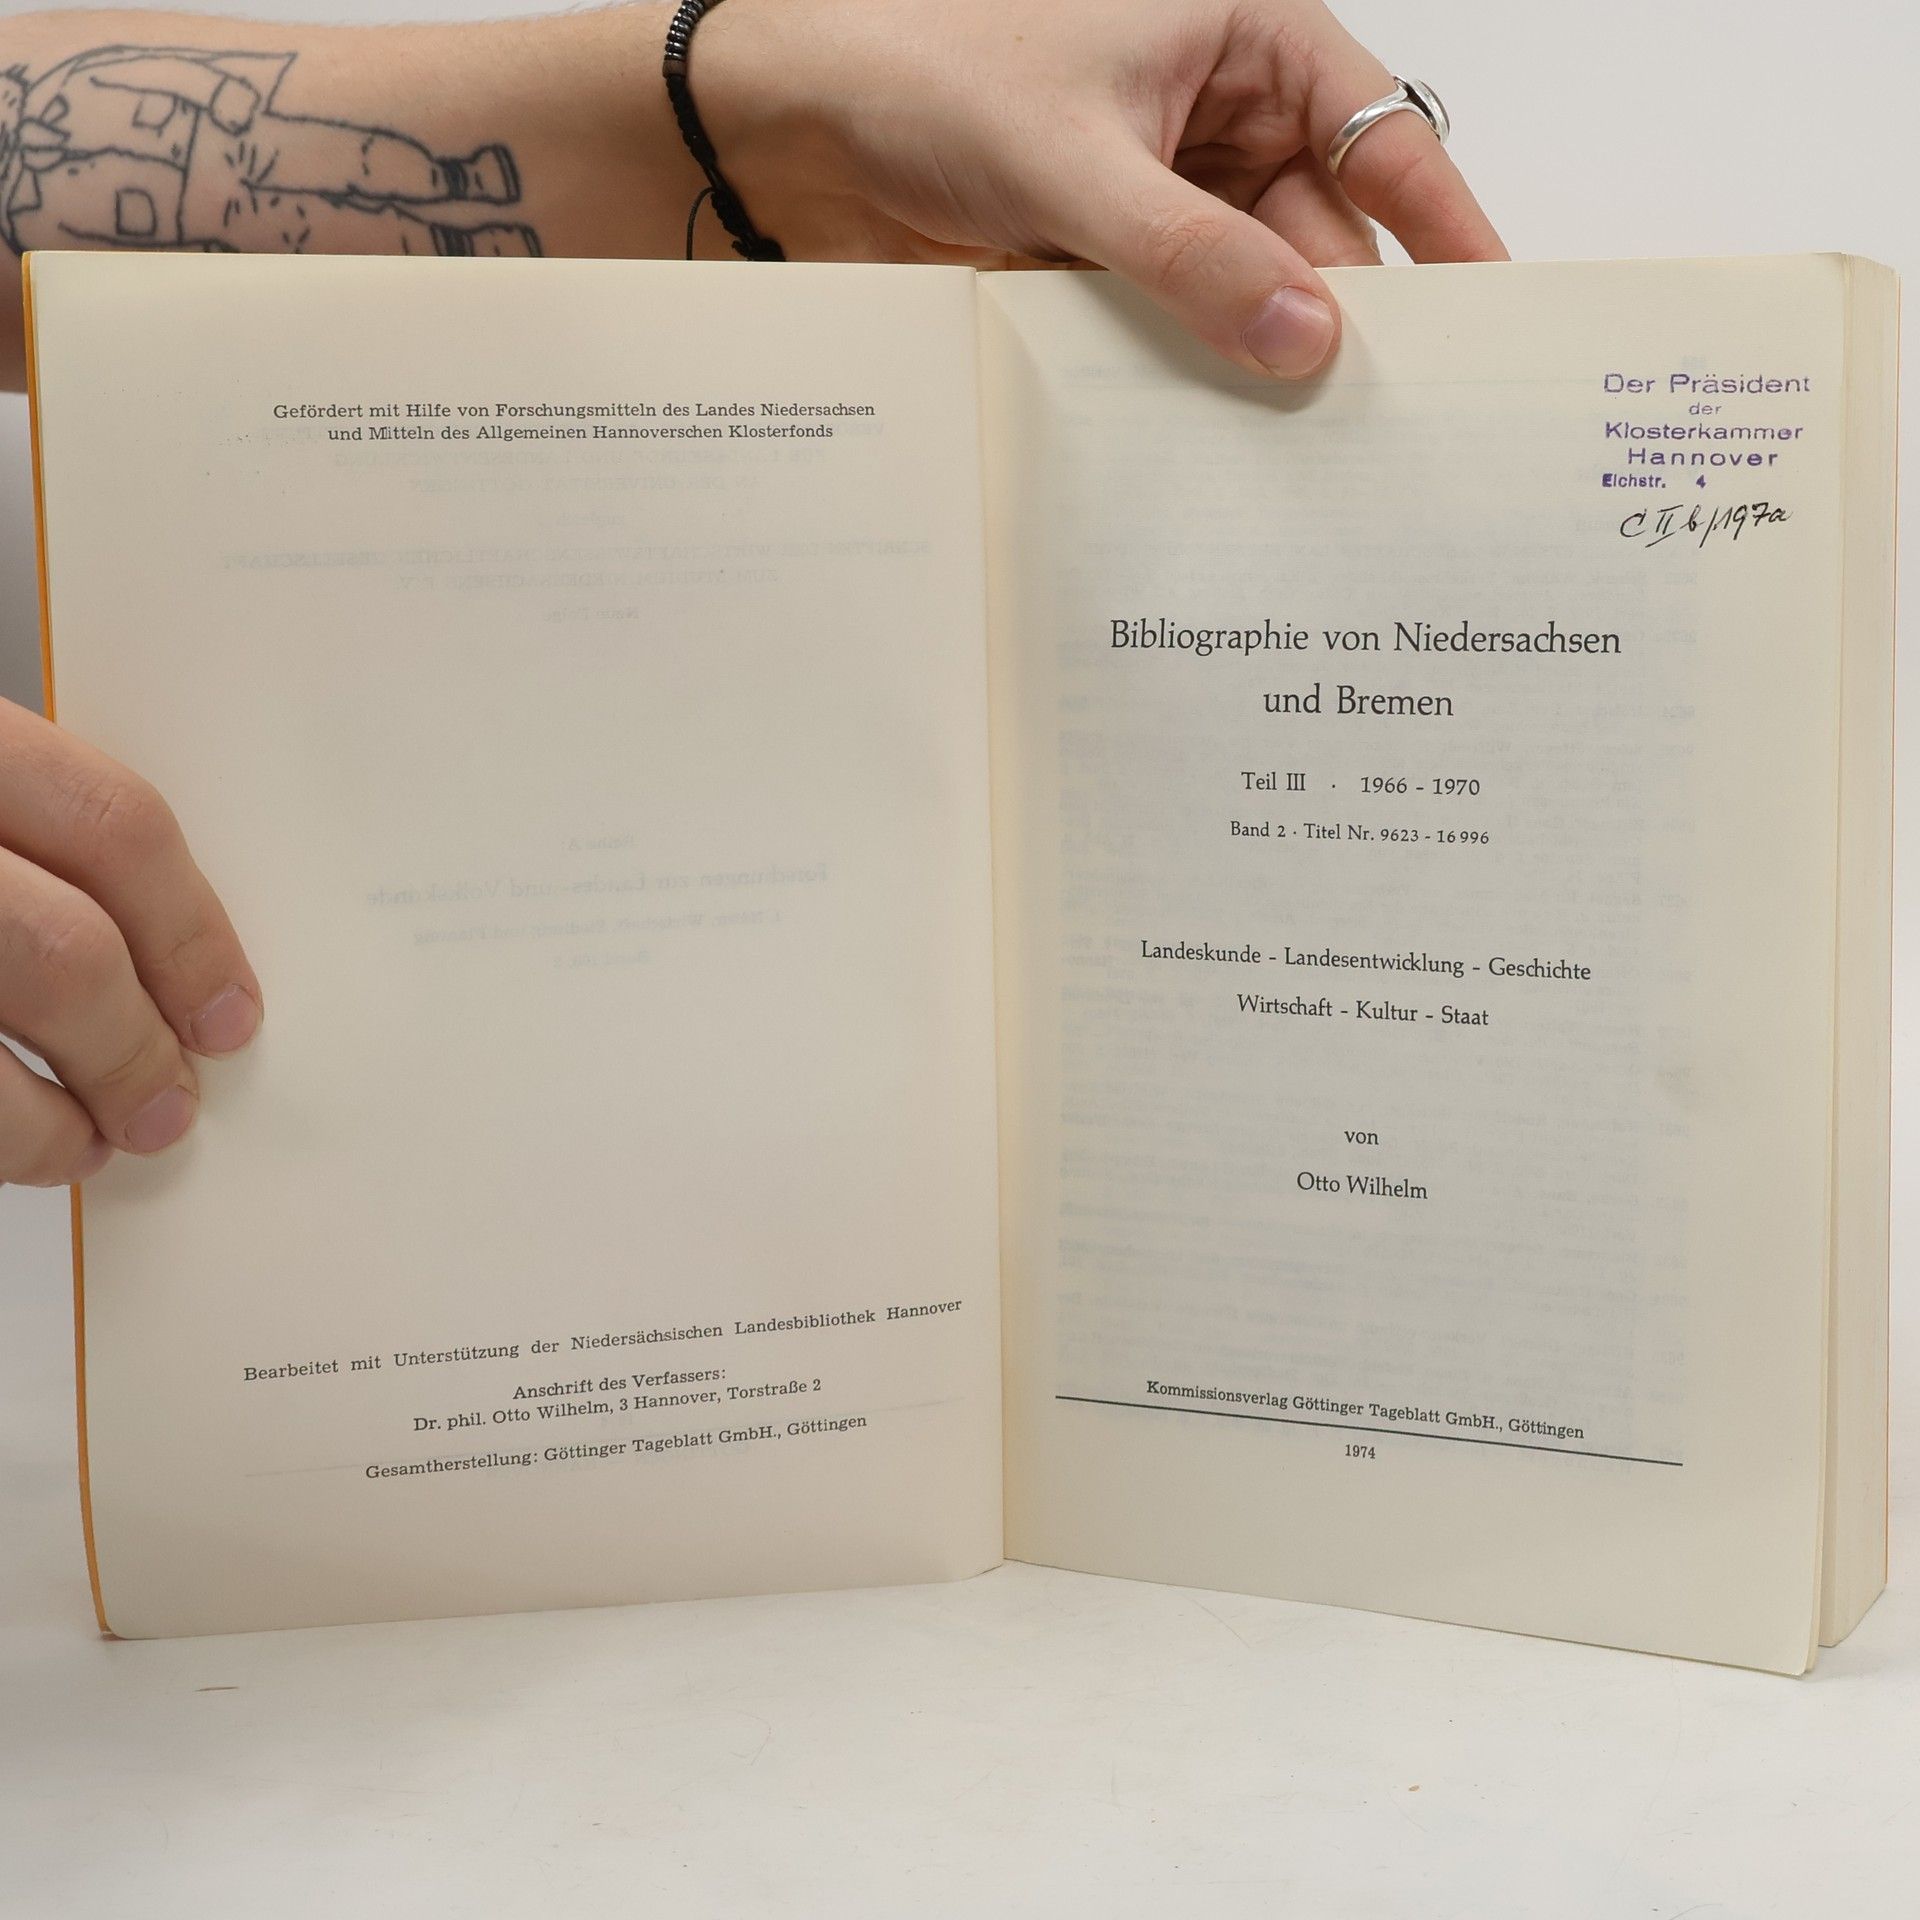 Gefördert mit Hilfe von Forschungsmitteln des Landes Niedersachsen
und Mitteln des Allgemeinen Hannoverschen Klosterfonds
Bearbeitet mit Unterstützung der Niedersächsischen Landesbibliothek Hannover
Anschrift des Verfassers:
Dr. phil. Otto Wilhelm, 3 Hannover, Torstraße 2
Gesamtherstellung: Göttinger Tageblatt GmbH., Göttingen
Der Präsident
der
Klosterkammer
Hannover
Eichstr. 4
C II b/197a
Bibliographie von Niedersachsen
und Bremen
Teil III · 1966 - 1970
Band 2 · Titel Nr. 9623 - 16 996
Landeskunde - Landesentwicklung - Geschichte
Wirtschaft - Kultur - Staat
von
Otto Wilhelm
Kommissionsverlag Göttinger Tageblatt GmbH., Göttingen
1974